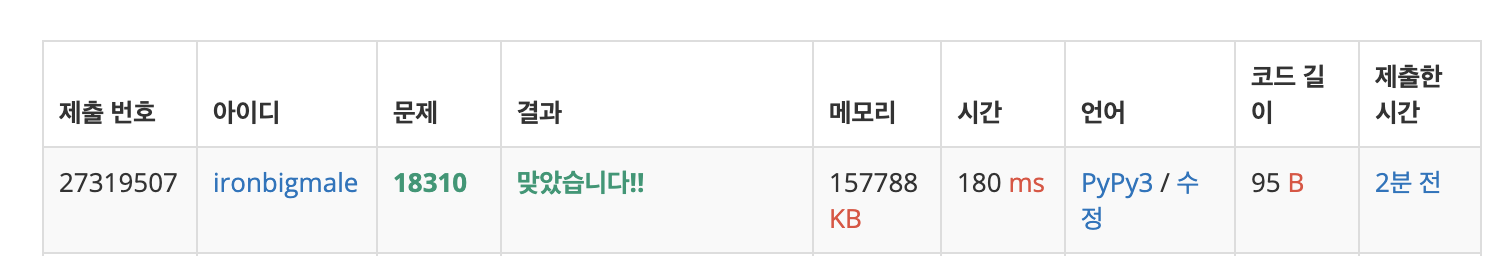 제출 번호 아이디 문제 결과 메모리 시간 언어 코드 길이 제출한 시간
27319507 ironbigmale 18310 맞았습니다!! 157788 KB 180 ms PyPy3 / 수정 95 B 2분 전